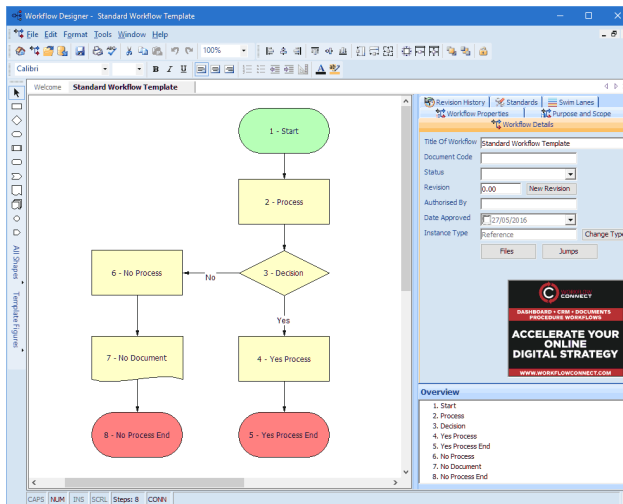 Workflow Designer - Standard Workflow Template
File Edit Format Tools Window Help
100%
Calibri
B I U
A
Welcome Standard Workflow Template
All Shapes
Template Figures
1 - Start
2 - Process
3 - Decision
No
Yes
6 - No Process
7 - No Document
4 - Yes Process
8 - No Process End
5 - Yes Process End
Revision History Standards Swim Lanes
Workflow Properties Purpose and Scope
Workflow Details
Title Of Workflow Standard Workflow Template
Document Code
Status
Revision 0.00 New Revision
Authorised By
Date Approved 27/05/2016
Instance Type Reference Change Type
Files Jumps
WORKFLOW
CONNECT
DASHBOARD • CRM • DOCUMENTS
PROCEDURE WORKFLOWS
ACCELERATE YOUR
ONLINE
DIGITAL STRATEGY
WWW.WORKFLOWCONNECT.COM
Overview
1. Start
2. Process
3. Decision
4. Yes Process
5. Yes Process End
6. No Process
7. No Document
8. No Process End
CAPS NUM INS SCRL Steps: 8 CONN